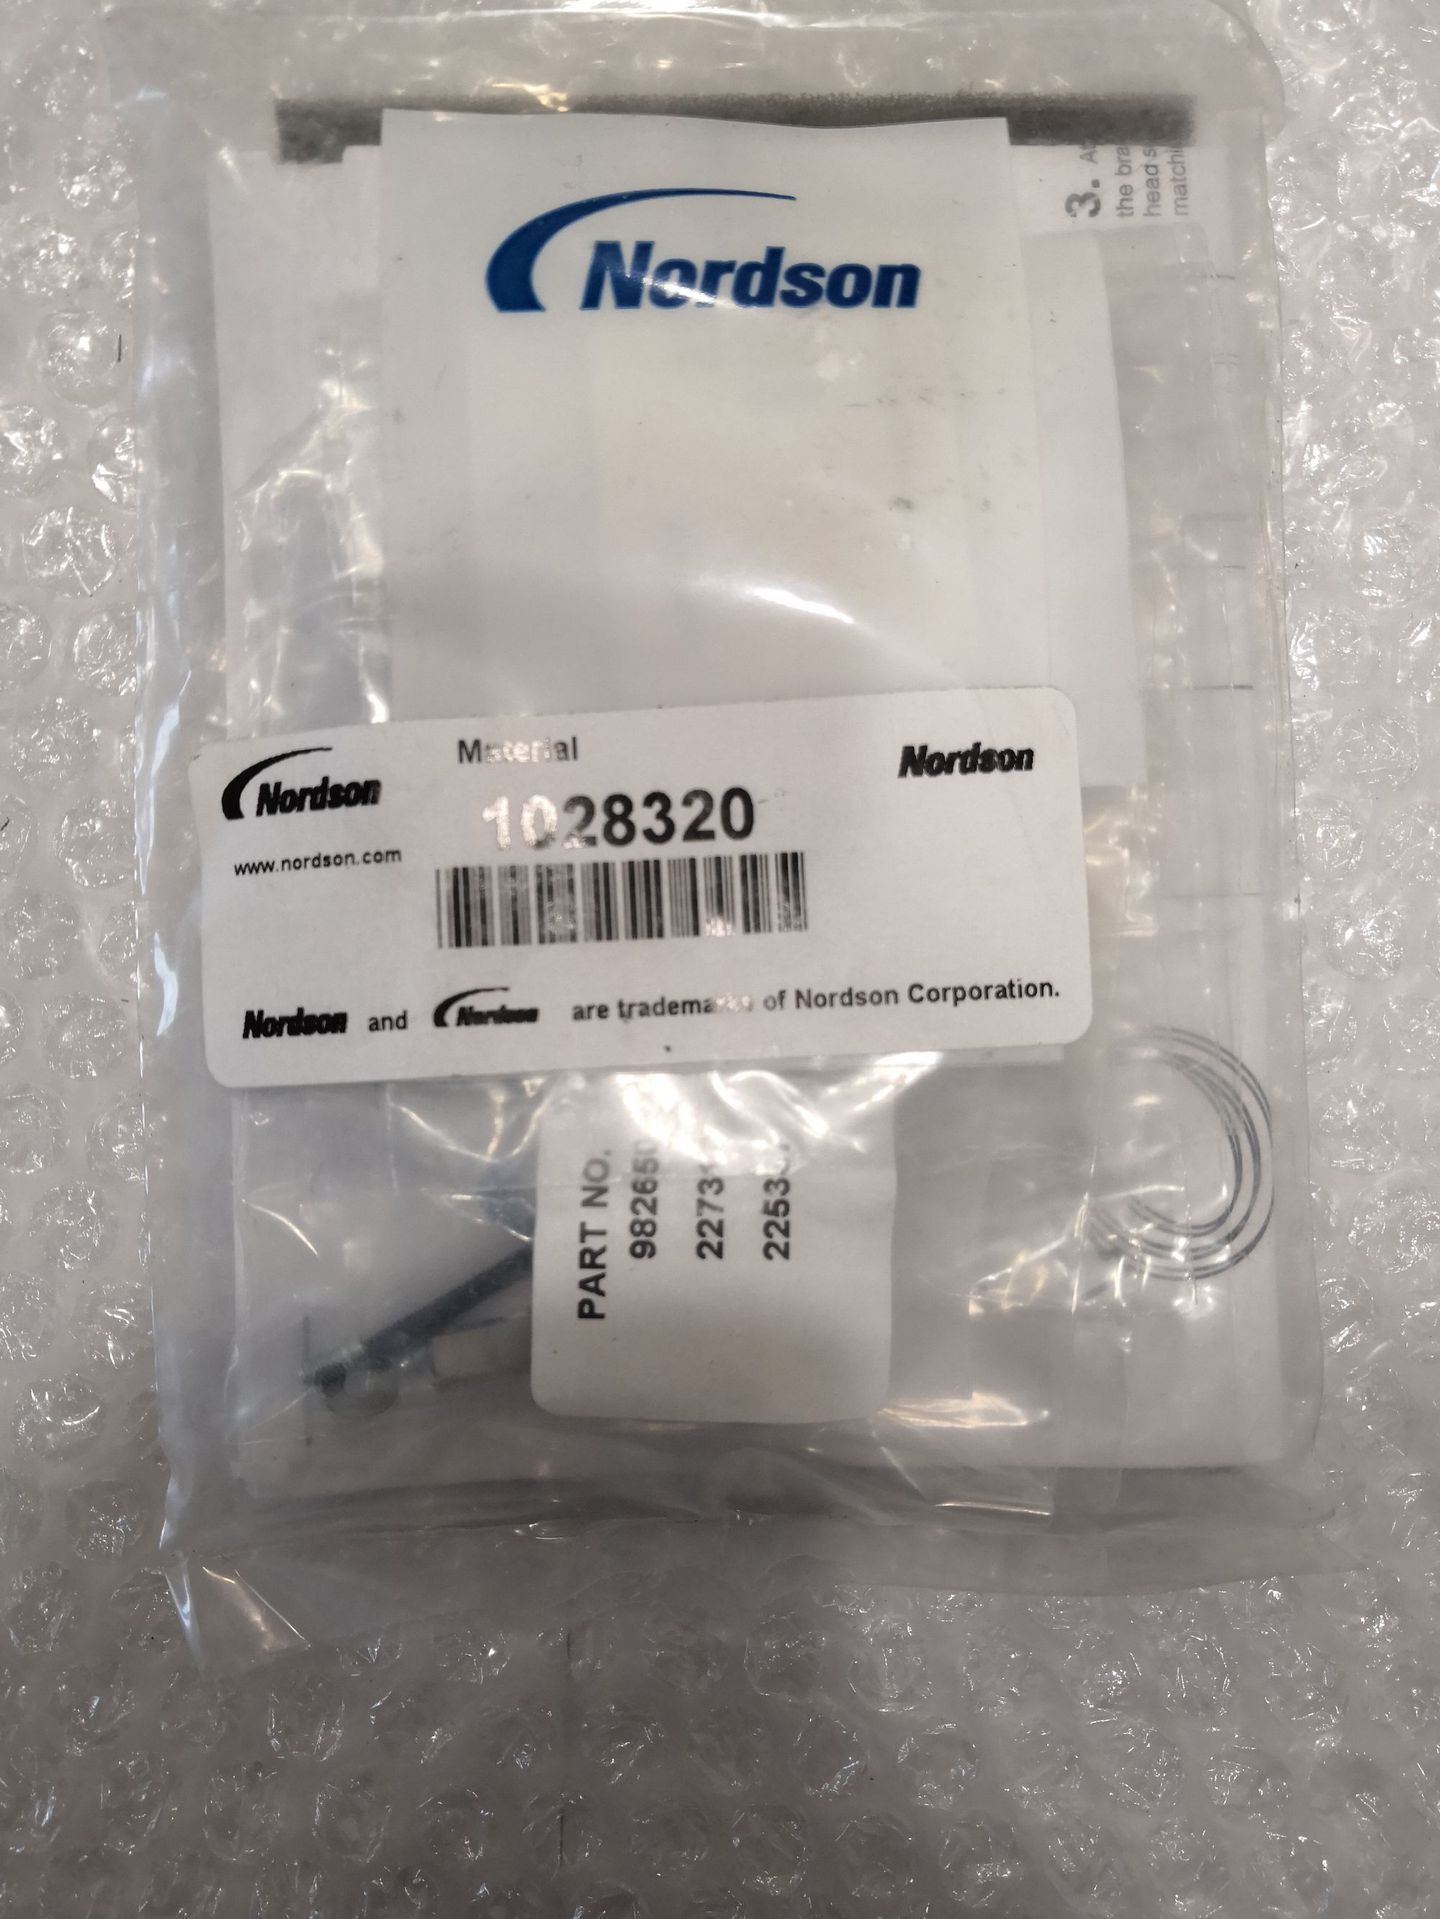 Nordson
3.
the bra
head s
matchi
Nordson
Material
Nordson
1028320
www.nordson.com
Nordson and Nordson are trademarks of Nordson Corporation.
PART NO.
98265
2273
2253